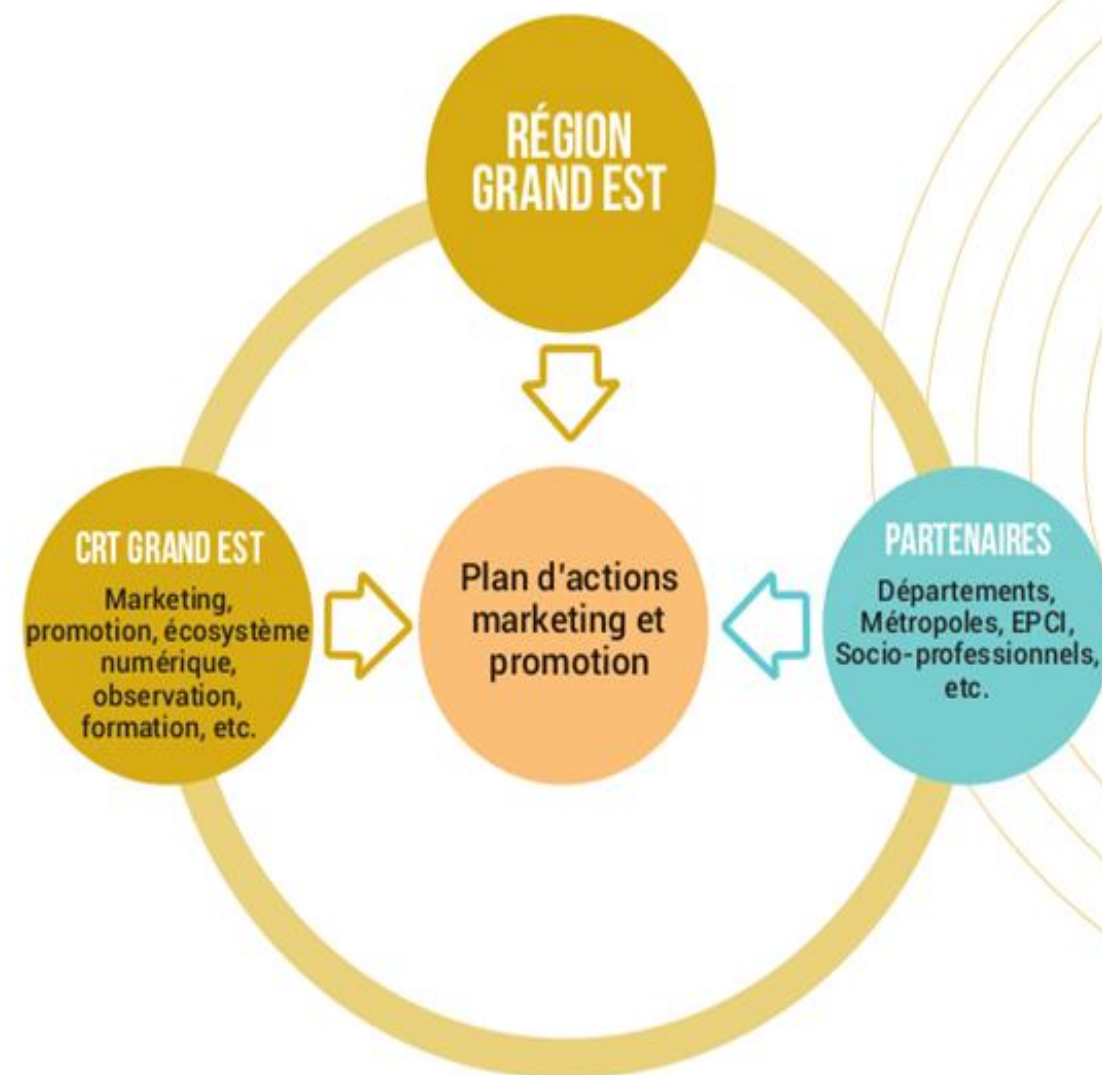 RÉGION
GRAND EST
CRT GRAND EST
Marketing,
promotion, écosystème
numérique,
observation,
formation, etc.
Plan d'actions
marketing et
promotion
PARTENAIRES
Départements,
Métropoles, EPCI,
Socio-professionnels,
etc.